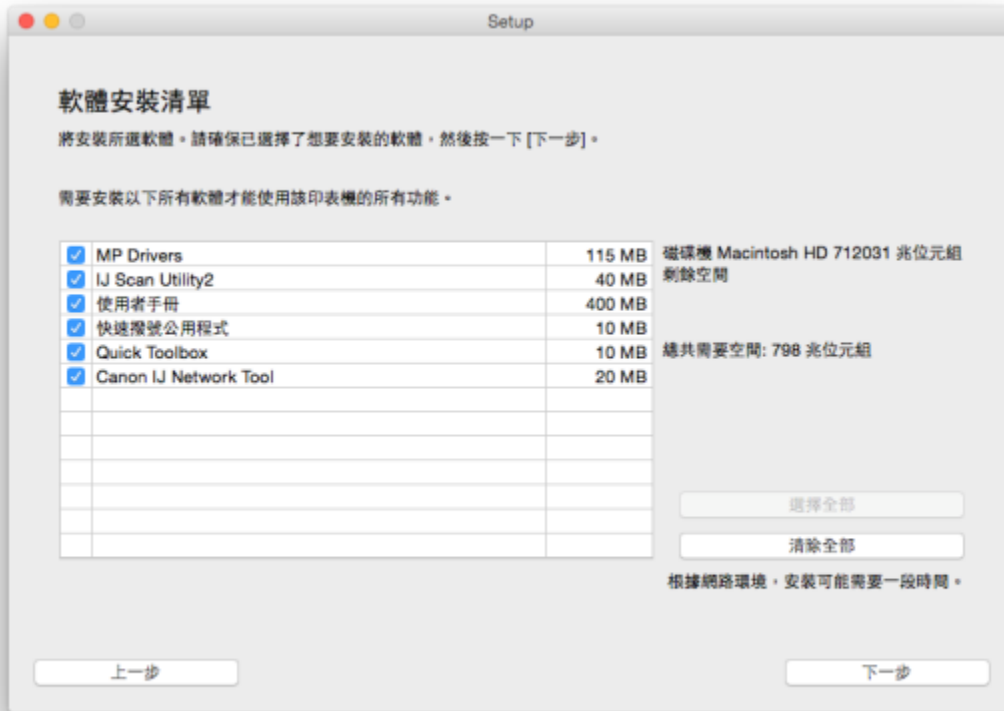 Setup
軟體安裝清單
將安裝所選軟體。請確保已選擇了想要安裝的軟體，然後按一下 [下一步]。
需要安裝以下所有軟體才能使用該印表機的所有功能。
MP Drivers 115 MB
IJ Scan Utility2 40 MB
使用者手冊 400 MB
快速撥號公用程式 10 MB
Quick Toolbox 10 MB
Canon IJ Network Tool 20 MB
磁碟機 Macintosh HD 712031 兆位元組
剩餘空間
總共需要空間: 798 兆位元組
選擇全部
清除全部
根據網路環境，安裝可能需要一段時間。
上一步
下一步